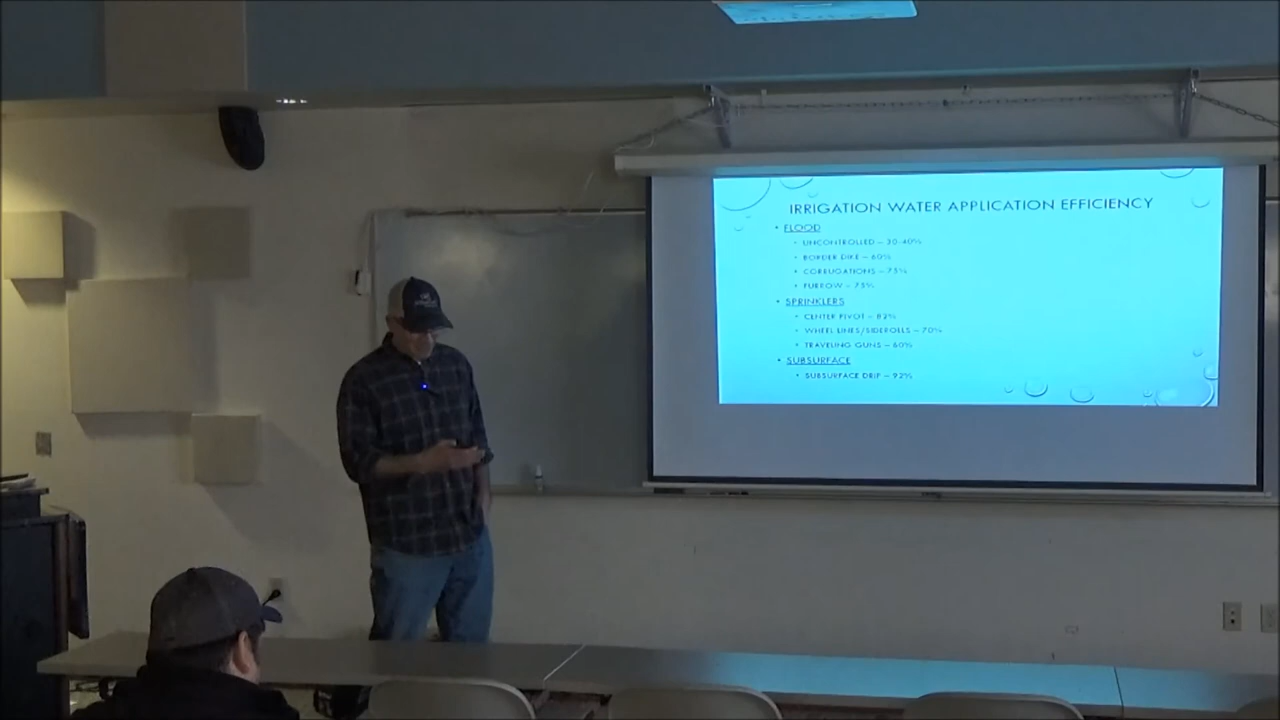 IRRIGATION WATER APPLICATION EFFICIENCY
• FLOOD
• UNCONTROLLED – 30-40%
• BORDER DIKE – 60%
• CORRUGATIONS – 75%
• FURROW – 75%
• SPRINKLERS
• CENTER PIVOT – 82%
• WHEEL LINES/SIDEROLLS – 70%
• TRAVELING GUNS – 60%
• SUBSURFACE
• SUBSURFACE DRIP – 92%